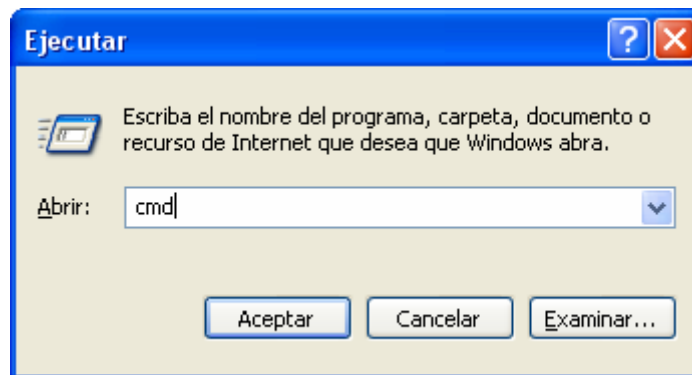 Ejecutar
Escriba el nombre del programa, carpeta, documento o
recurso de Internet que desea que Windows abra.
Abrir: cmd
Aceptar Cancelar Examinar...